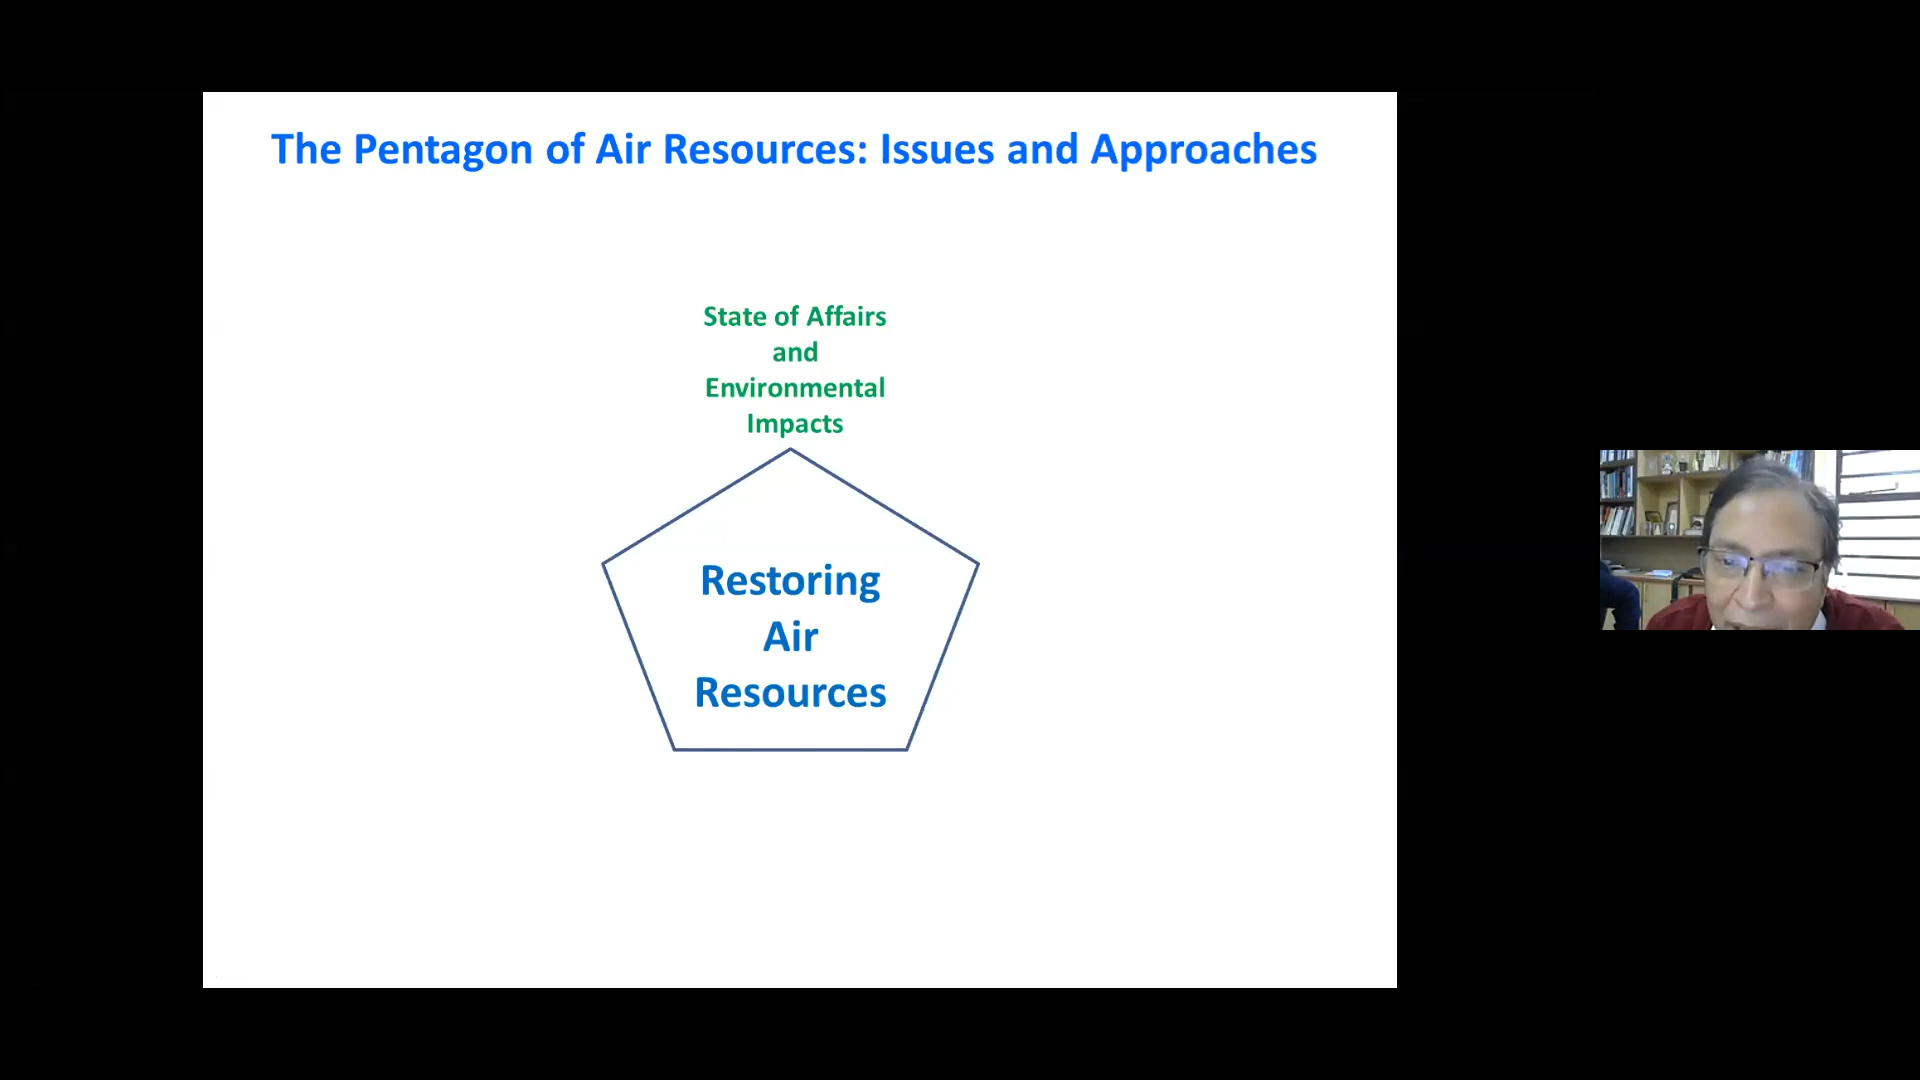 The Pentagon of Air Resources: Issues and Approaches
State of Affairs
and
Environmental
Impacts
Restoring
Air
Resources